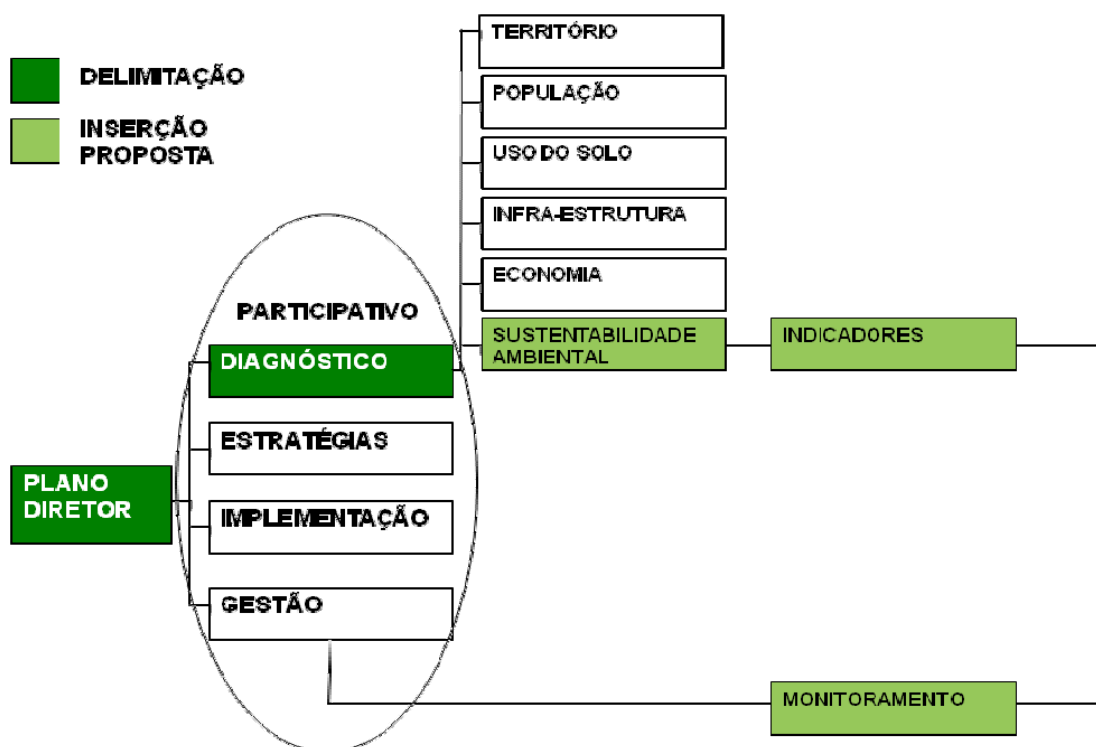 DELIMITAÇÃO
INSERÇÃO
PROPOSTA
TERRITÓRIO
POPULAÇÃO
USO DO SOLO
INFRA-ESTRUTURA
ECONOMIA
SUSTENTABILIDADE
AMBIENTAL
INDICADORES
PARTICIPATIVO
DIAGNÓSTICO
ESTRATÉGIAS
IMPLEMENTAÇÃO
GESTÃO
PLANO
DIRETOR
MONITORAMENTO